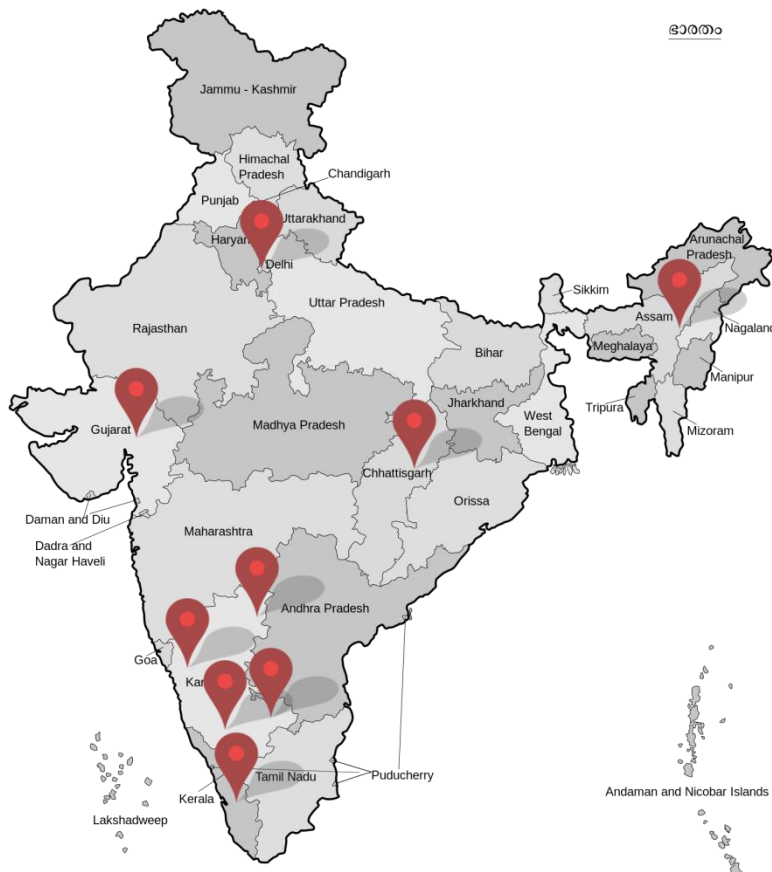 ഭാരതം
Jammu - Kashmir
Himachal
Pradesh
Chandigarh
Punjab
Uttarakhand
Haryan
Delhi
Arunachal
Pradesh
Sikkim
Uttar Pradesh
Assam
Nagaland
Rajasthan
Bihar
Meghalaya
Manipur
Jharkhand
Tripura
West
Bengal
Madhya Pradesh
Gujarat
Mizoram
Chhattisgarh
Orissa
Daman and Diu
Maharashtra
Dadra and
Nagar Haveli
Andhra Pradesh
Goa
Kar
Tamil Nadu
Puducherry
Kerala
Andaman and Nicobar Islands
Lakshadweep